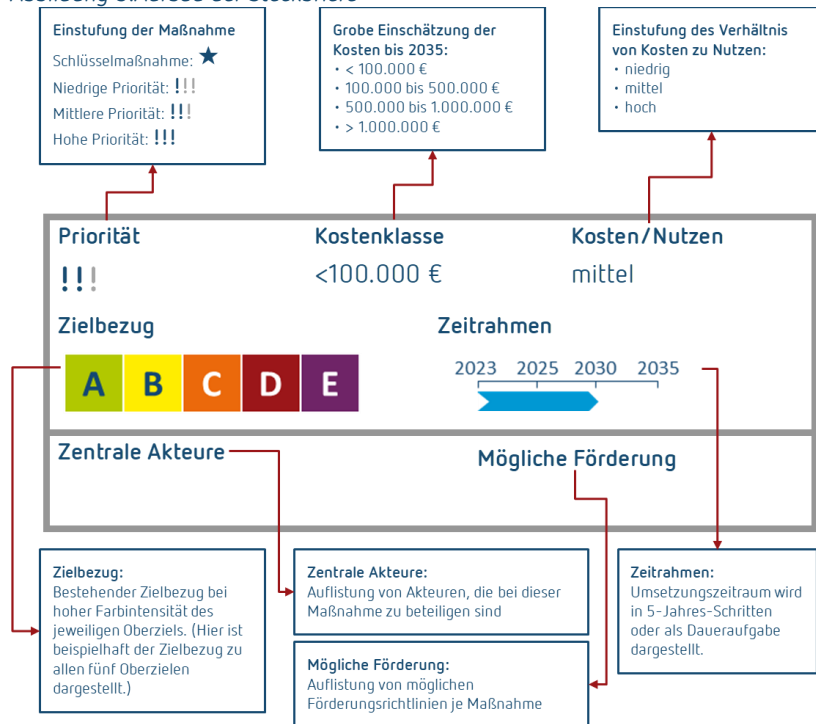 Einstufung der Maßnahme
Schlüsselmaßnahme: ★
Niedrige Priorität: !!!
Mittlere Priorität: !!!
Hohe Priorität: !!!
Grobe Einschätzung der
Kosten bis 2035:
• < 100.000 €
• 100.000 bis 500.000 €
• 500.000 bis 1.000.000 €
• > 1.000.000 €
Einstufung des Verhältnis
von Kosten zu Nutzen:
• niedrig
• mittel
• hoch
Priorität
!!!
Kostenklasse
<100.000 €
Kosten/Nutzen
mittel
Zielbezug
A B C D E
Zeitrahmen
2023 2025 2030 2035
Zentrale Akteure
Mögliche Förderung
Zielbezug:
Bestehender Zielbezug bei
hoher Farbintensität des
jeweiligen Oberziels. (Hier ist
beispielhaft der Zielbezug zu
allen fünf Oberzielen
dargestellt.)
Zentrale Akteure:
Auflistung von Akteuren, die bei dieser
Maßnahme zu beteiligen sind
Mögliche Förderung:
Auflistung von möglichen
Förderungsrichtlinien je Maßnahme
Zeitrahmen:
Umsetzungszeitraum wird
in 5-Jahres-Schritten
oder als Daueraufgabe
dargestellt.